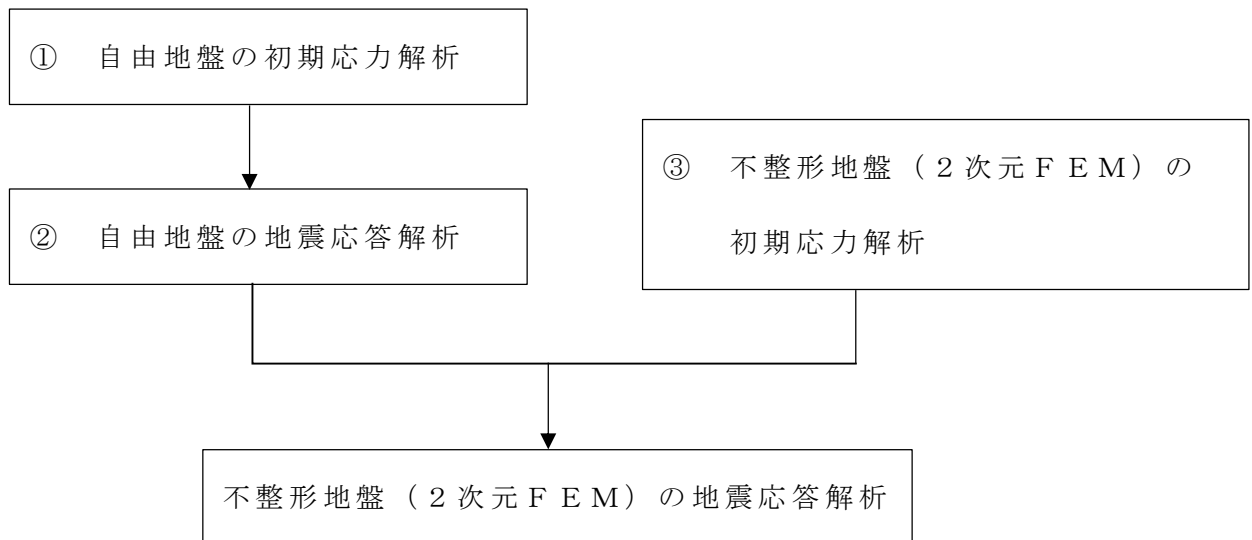 ① 自由地盤の初期応力解析
② 自由地盤の地震応答解析
③ 不整形地盤（２次元ＦＥＭ）の
初期応力解析
不整形地盤（２次元ＦＥＭ）の地震応答解析